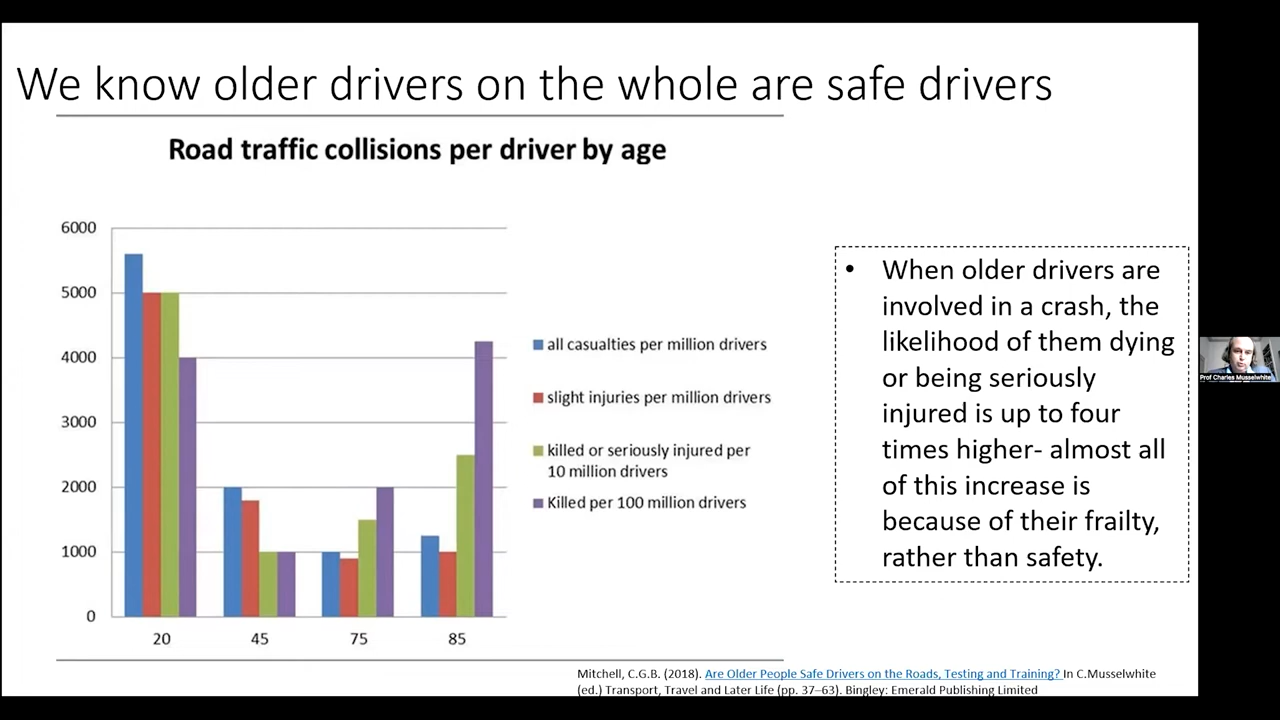 We know older drivers on the whole are safe drivers
Road traffic collisions per driver by age
6000
5000
4000
3000
2000
1000
0
20
45
75
85
all casualties per million drivers
slight injuries per million drivers
killed or seriously injured per
10 million drivers
Killed per 100 million drivers
• When older drivers are
involved in a crash, the
likelihood of them dying
or being seriously
injured is up to four
times higher- almost all
of this increase is
because of their frailty,
rather than safety.
Prof Charles Musselwhite
Mitchell, C.G.B. (2018). Are Older People Safe Drivers on the Roads, Testing and Training? In C.Musselwhite
(ed.) Transport, Travel and Later Life (pp. 37–63). Bingley: Emerald Publishing Limited